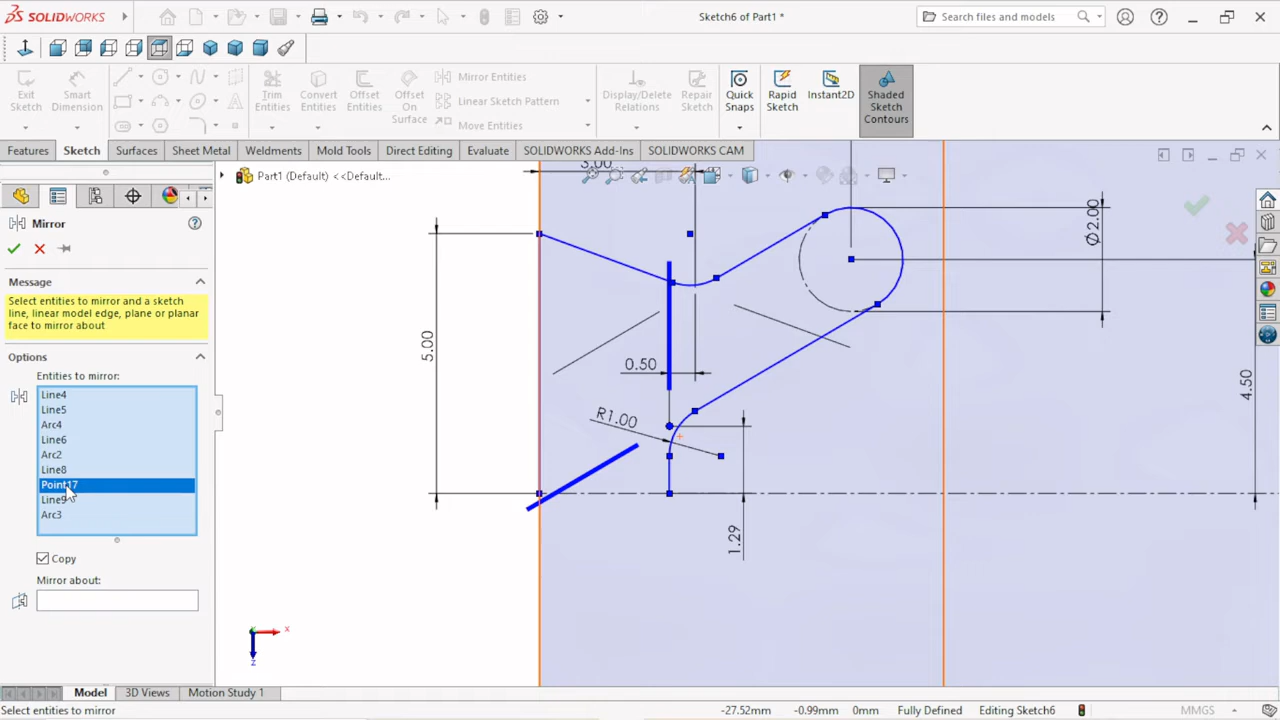 SOLIDWORKS
Sketch6 of Part1 *
Search files and models
Exit Sketch
Smart Dimension
Trim Entities
Convert Entities
Offset Entities
Offset On Surface
Mirror Entities
Linear Sketch Pattern
Move Entities
Display/Delete Relations
Repair Sketch
Quick Snaps
Rapid Sketch
Instant2D
Shaded Sketch Contours
Features
Sketch
Surfaces
Sheet Metal
Weldments
Mold Tools
Direct Editing
Evaluate
SOLIDWORKS Add-Ins
SOLIDWORKS CAM
Part1 (Default) <<Default...
Mirror
Message
Select entities to mirror and a sketch
line, linear model edge, plane or planar
face to mirror about
Options
Entities to mirror:
Line4
Line5
Arc4
Line6
Arc2
Line8
Point17
Line9
Arc3
Copy
Mirror about:
3.00
5.00
0.50
R1.00
1.29
Ø2.00
4.50
x
z
Model
3D Views
Motion Study 1
Select entities to mirror
-27.52mm
-0.99mm
0mm
Fully Defined
Editing Sketch6
MMGS